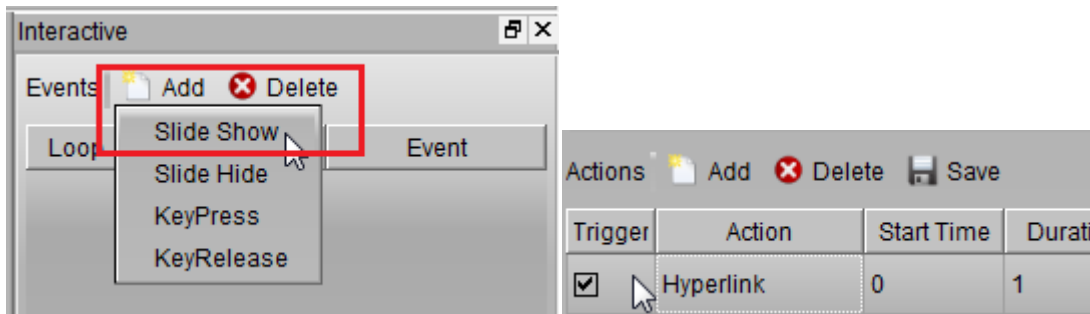 Interactive
Events Add Delete
Loop Event
Slide Show
Slide Hide
KeyPress
KeyRelease
Actions Add Delete Save
Trigger Action Start Time Durati
Hyperlink 0 1